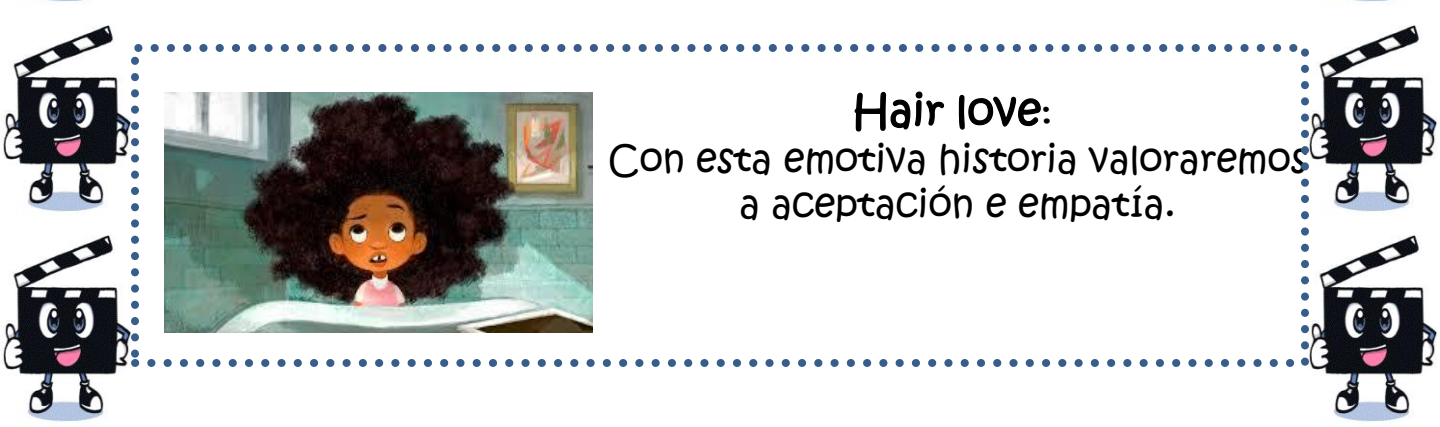 Hair love:
Con esta emotiva historia valoraremos
a aceptación e empatía.